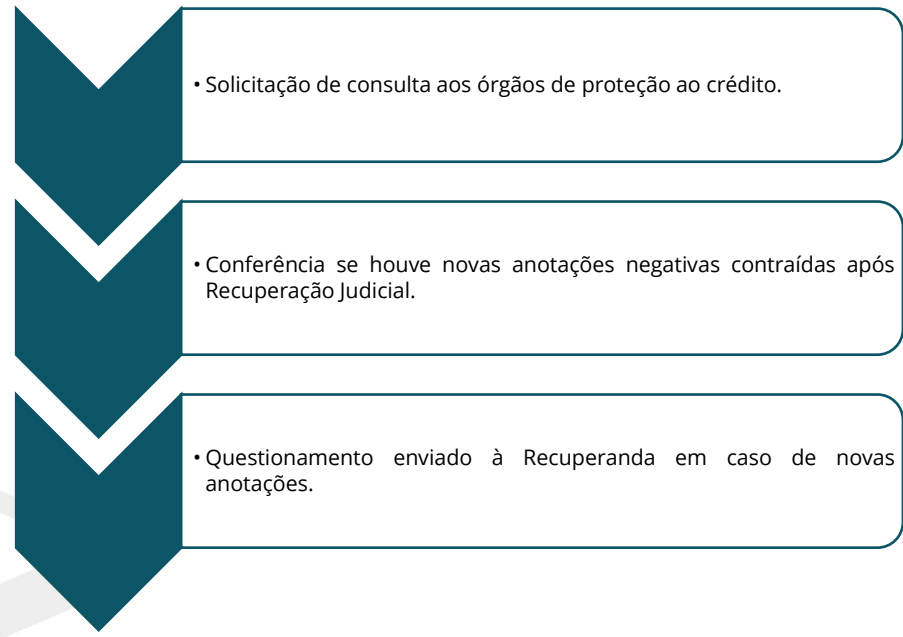 • Solicitação de consulta aos órgãos de proteção ao crédito.
• Conferência se houve novas anotações negativas contraídas após
Recuperação Judicial.
• Questionamento enviado à Recuperanda em caso de novas
anotações.